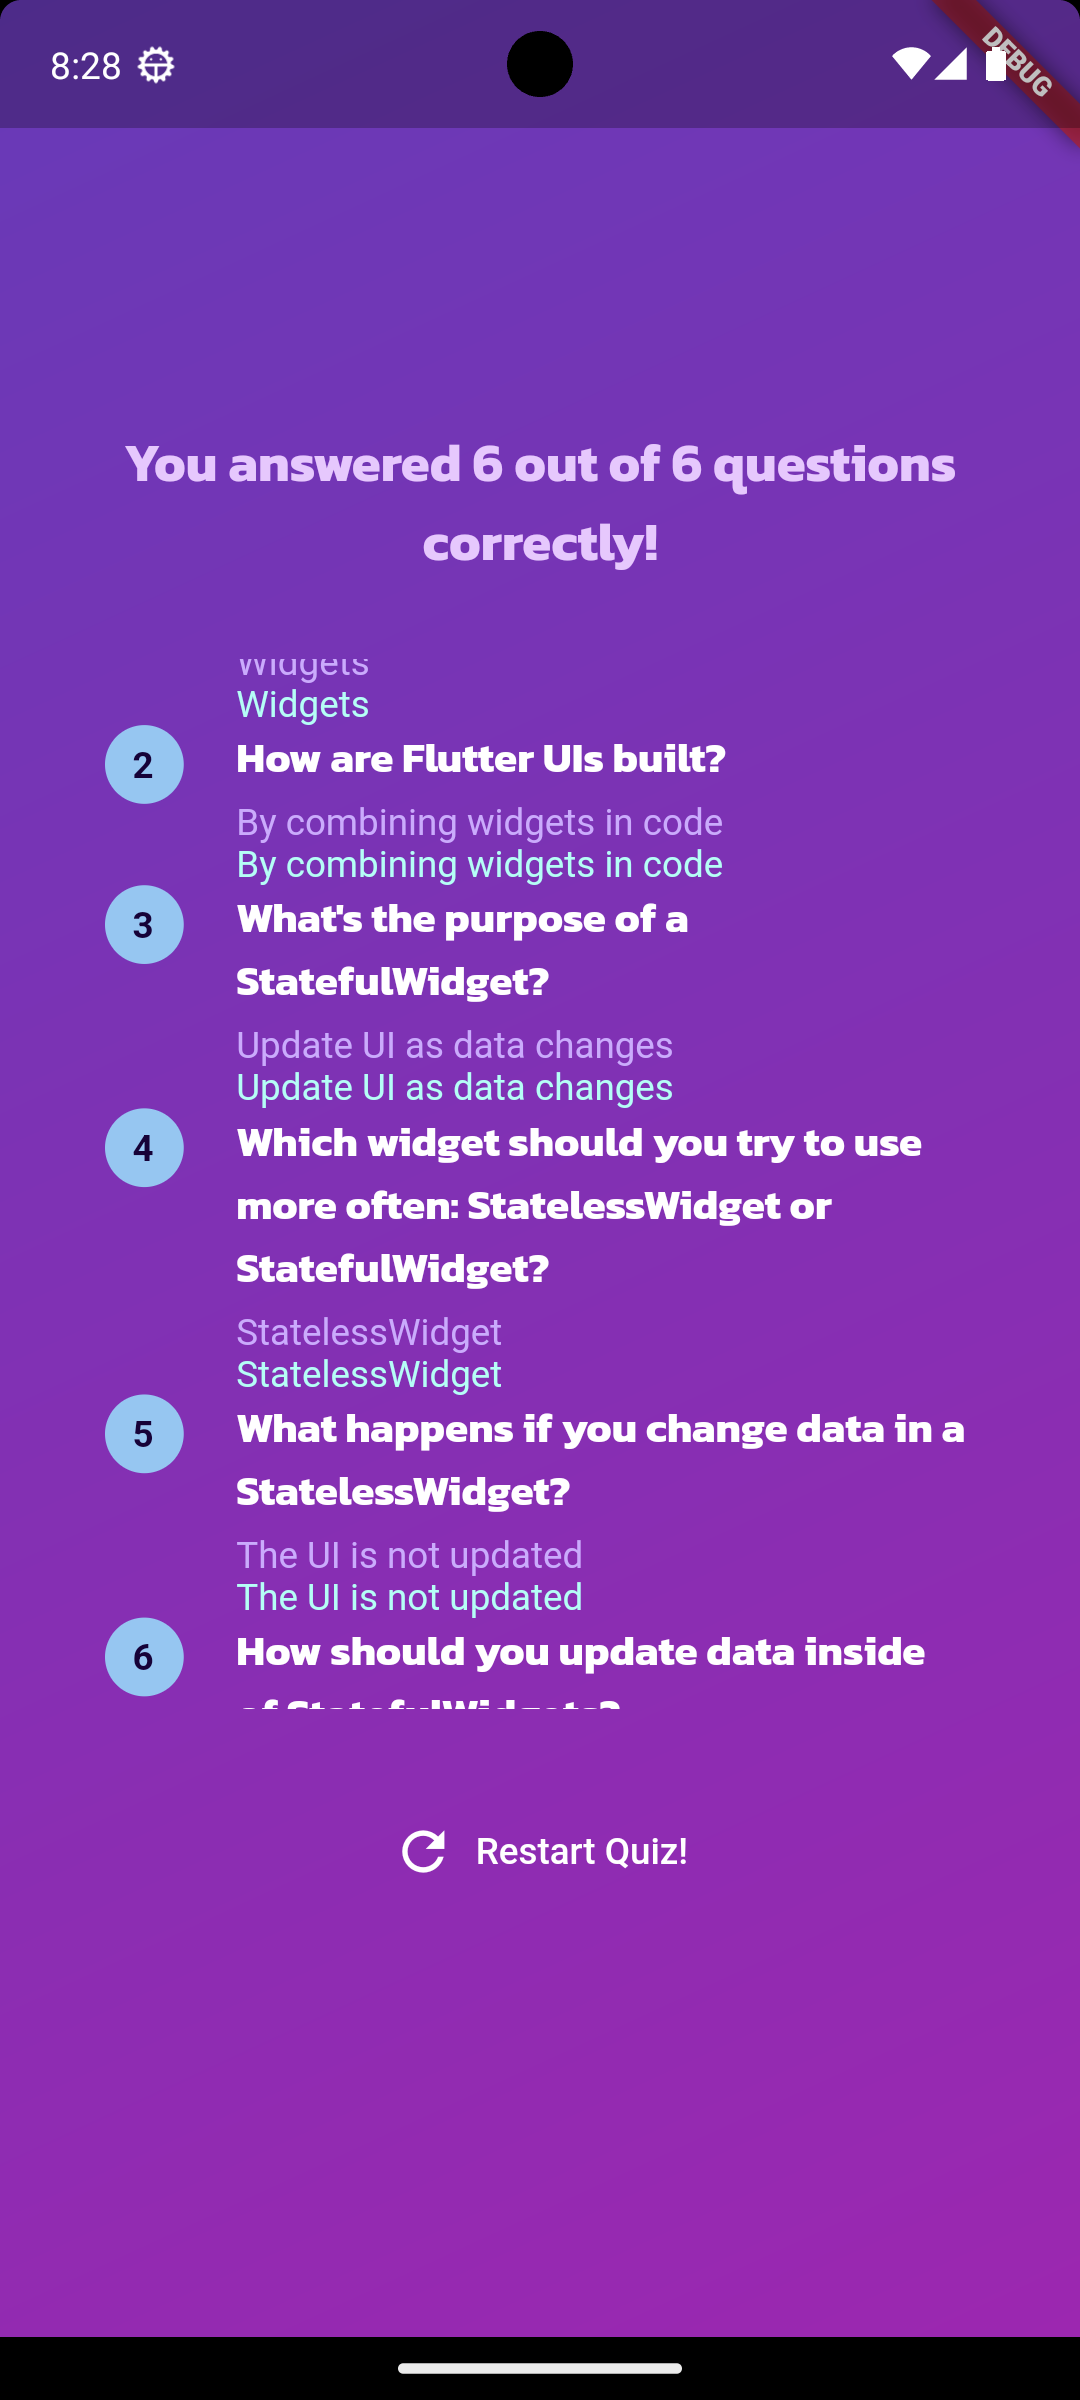 8:28
DEBUG
You answered 6 out of 6 questions
correctly!
Widgets
Widgets
2 How are Flutter UIs built?
By combining widgets in code
By combining widgets in code
3 What's the purpose of a
StatefulWidget?
Update UI as data changes
Update UI as data changes
4 Which widget should you try to use
more often: StatelessWidget or
StatefulWidget?
StatelessWidget
StatelessWidget
5 What happens if you change data in a
StatelessWidget?
The UI is not updated
The UI is not updated
6 How should you update data inside
of StatefulWidgets?
Restart Quiz!